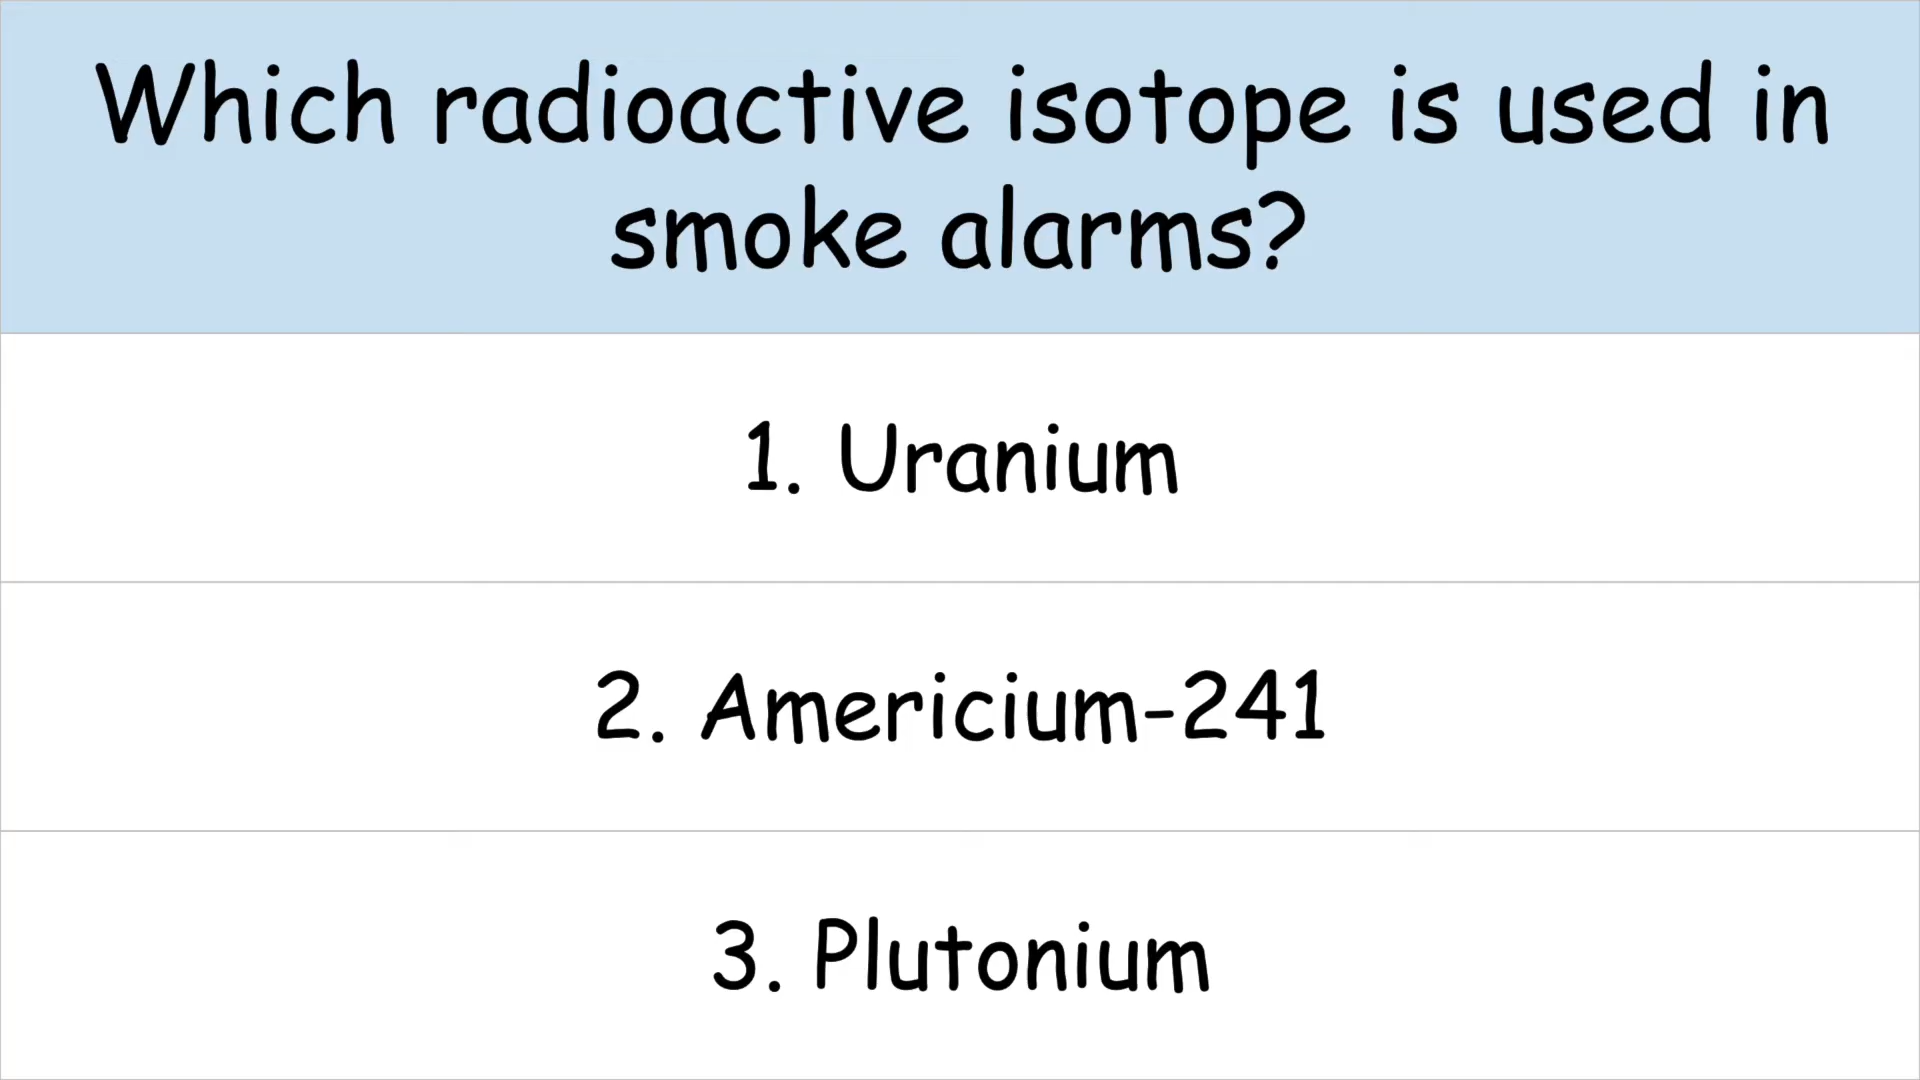 Which radioactive isotope is used in
smoke alarms?
1. Uranium
2. Americium-241
3. Plutonium